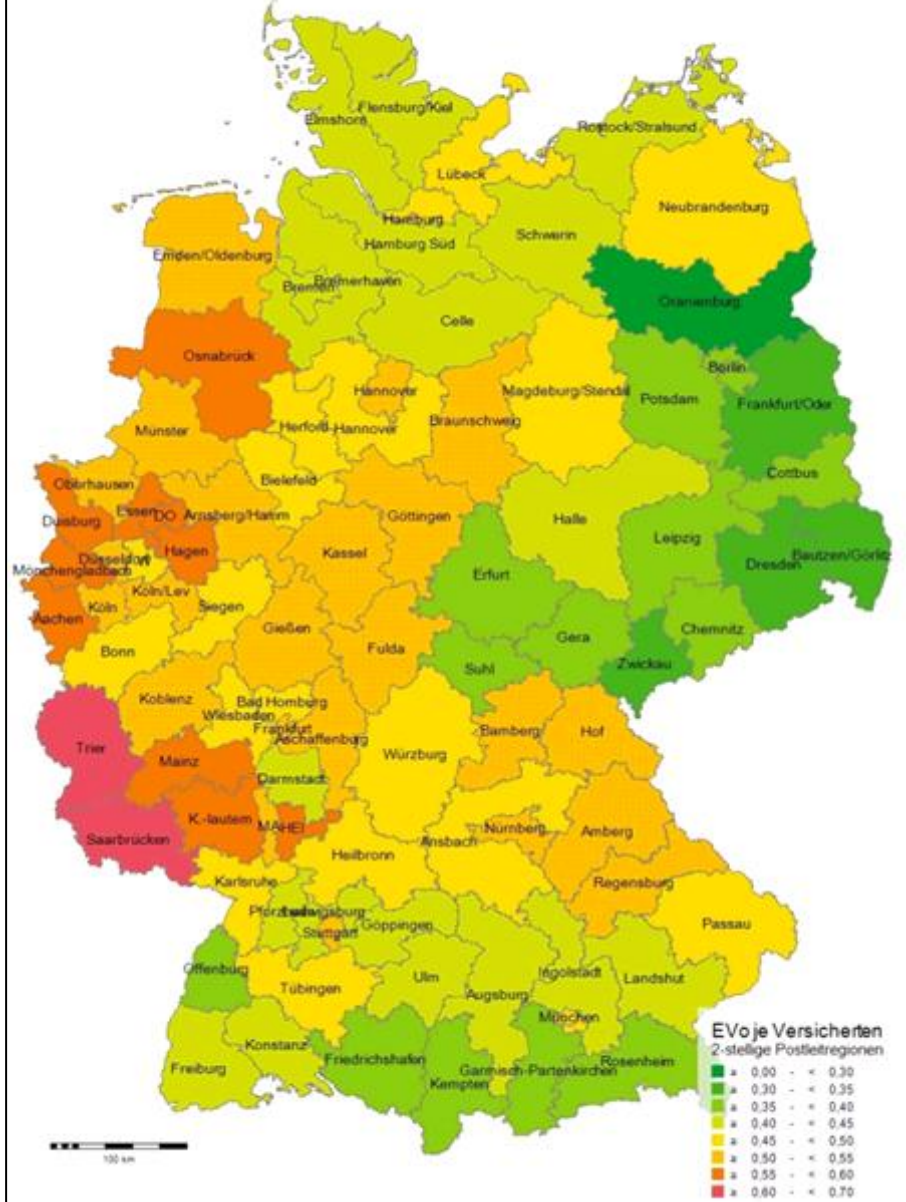 Flensburg/Kiel
Elmshorn
Rostock/Stralsund
Lübeck
Neubrandenburg
Hamburg
Schwerin
Hamburg Süd
Emden/Oldenburg
Bremerhaven
Bremen
Oranienburg
Celle
Osnabrück
Berlin
Hannover
Magdeburg/Stendal
Potsdam
Frankfurt/Oder
Braunschweig
Münster
Herford
Hannover
Cottbus
Bielefeld
Oberhausen
Essen
DO
Arnsberg/Hamm
Göttingen
Halle
Duisburg
Leipzig
Hagen
Kassel
Bautzen/Görlitz
Düsseldorf
W
Dresden
Mönchengladbach
Erfurt
Köln/Lev
Köln
Siegen
Aachen
Gießen
Chemnitz
Gera
Fulda
Bonn
Suhl
Zwickau
Koblenz
Bad Homburg
Wiesbaden
Frankfurt
Bamberg
Hof
Aschaffenburg
Trier
Würzburg
Mainz
Darmstadt
K.-lautern
MA
HEI
Nürnberg
Amberg
Saarbrücken
Ansbach
Heilbronn
Karlsruhe
Regensburg
Pforzheim
Ludwigsburg
Göppingen
Passau
Stuttgart
Offenburg
Ingolstadt
Ulm
Landshut
Tübingen
Augsburg
München
Konstanz
Friedrichshafen
Rosenheim
Freiburg
Garmisch-Partenkirchen
Kempten
EVo je Versicherten
2-stellige Postleitregionen
a 0,00 - < 0,30
a 0,30 - < 0,35
a 0,35 - < 0,40
a 0,40 - < 0,45
a 0,45 - < 0,50
a 0,50 - < 0,55
a 0,55 - < 0,60
a 0,60 - < 0,70
100 km